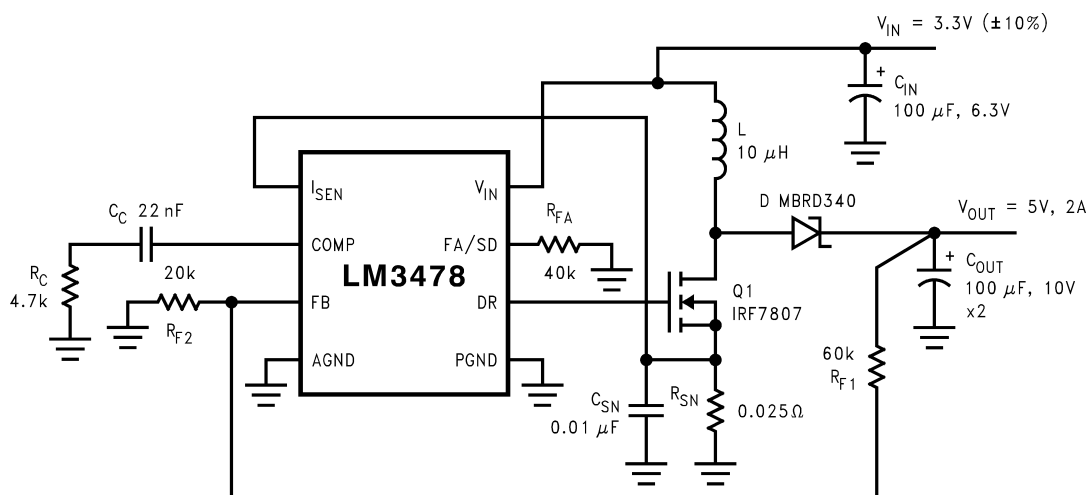 V_IN = 3.3V (±10%)
C_IN
100 µF, 6.3V
L
10 µH
D MBRD340
V_OUT = 5V, 2A
C_OUT
100 µF, 10V
x2
I_SEN
V_IN
C_C 22 nF
R_FA
COMP
FA/SD
40k
LM3478
R_C
4.7k
20k
R_F2
FB
DR
Q1
IRF7807
AGND
PGND
60k
R_F1
C_SN
0.01 µF
R_SN
0.025Ω